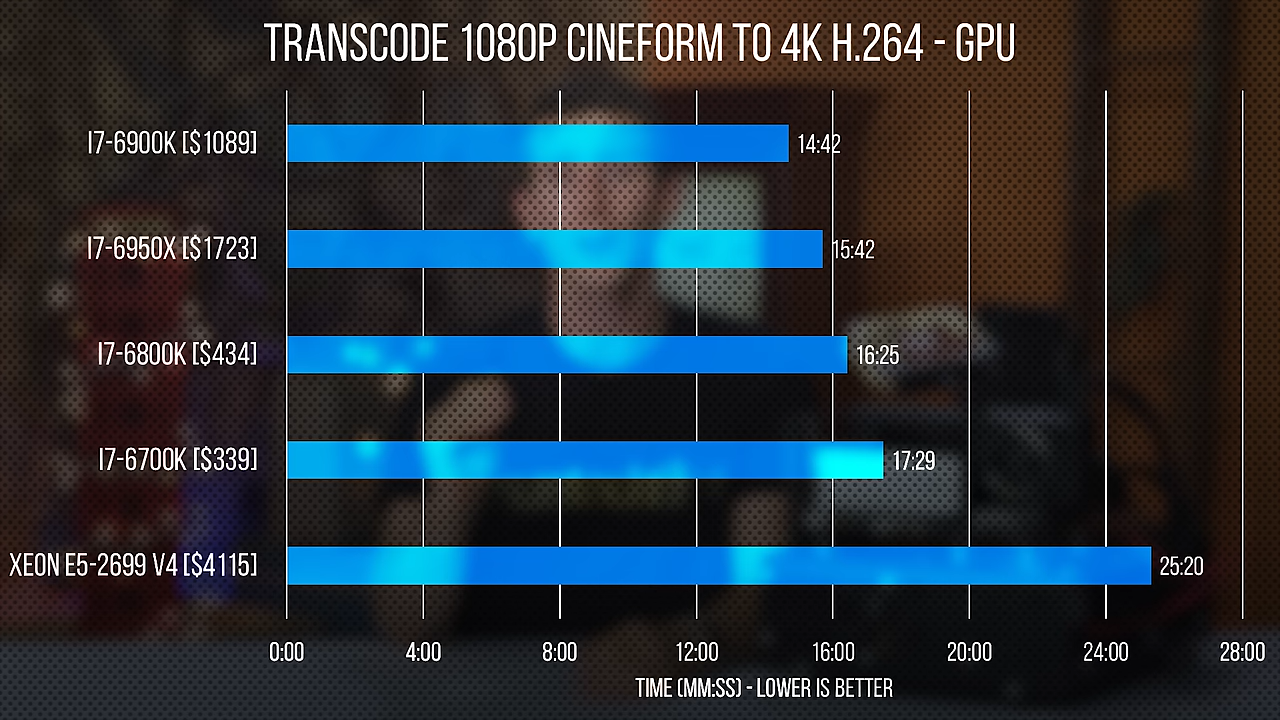 TRANSCODE 1080P CINEFORM TO 4K H.264 - GPU
I7-6900K [$1089]
14:42
I7-6950X [$1723]
15:42
I7-6800K [$434]
16:25
I7-6700K [$339]
17:29
XEON E5-2699 V4 [$4115]
25:20
0:00 4:00 8:00 12:00 16:00 20:00 24:00 28:00
TIME (MM:SS) - LOWER IS BETTER